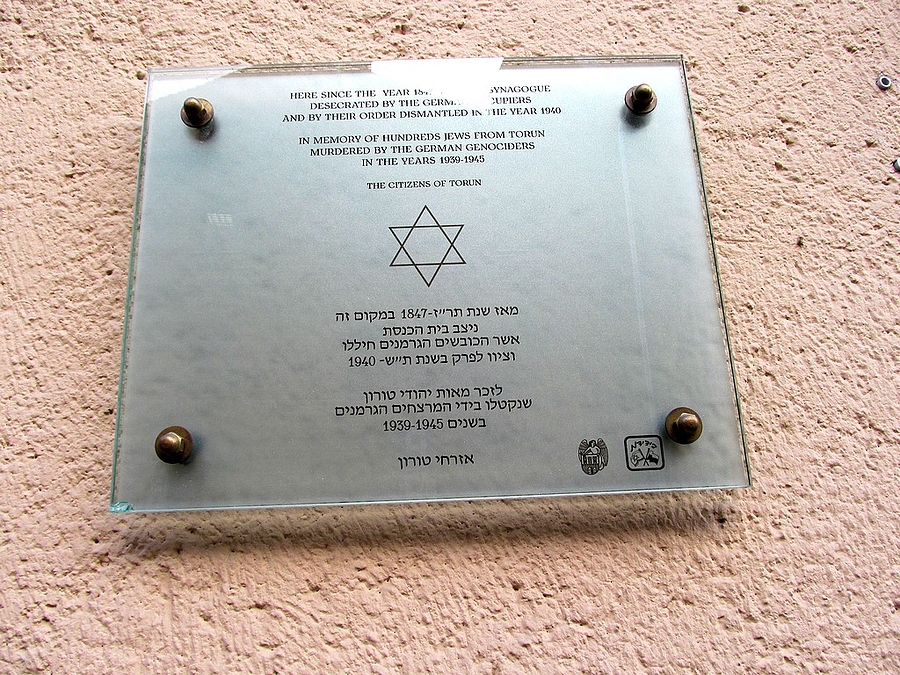 HERE SINCE THE YEAR SYNAGOGUE
DESECRATED BY THE
AND BY THEIR ORDER DISMANTLED IN THE YEAR 1940
IN MEMORY OF HUNDREDS JEWS FROM TORUN
MURDERED BY THE GERMAN GENOCIDERS
IN THE YEARS 1939-1945
THE CITIZENS OF TORUN
מאז שנת תר״ז-1847 במקום זה
ניצב בית הכנסת
אשר הכובשים הגרמנים חיללו
וציוו לפרק בשנת ת״ש- 1940
לזכר מאות יהודי טורון
שנקטלו בידי המרצחים הגרמנים
בשנים 1939-1945
אזרחי טורון